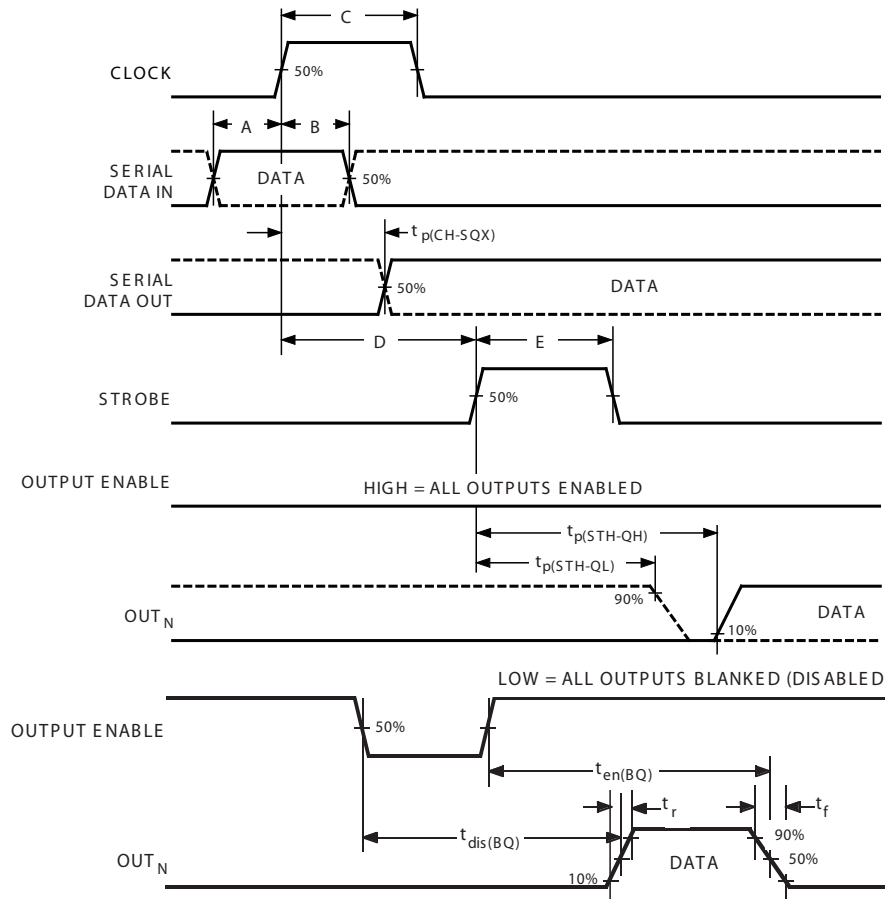 C
CLOCK
50%
A
B
SERIAL
DATA IN
DATA
50%
t p(CH-SQX)
SERIAL
DATA OUT
50%
DATA
D
E
STROBE
50%
OUTPUT ENABLE
HIGH = ALL OUTPUTS ENABLED
t p(STH-QH)
t p(STH-QL)
90%
DATA
OUT N
10%
LOW = ALL OUTPUTS BLANKED (DISABLED
OUTPUT ENABLE
50%
t en(BQ)
t r
t f
t dis(BQ)
90%
OUT N
DATA
50%
10%